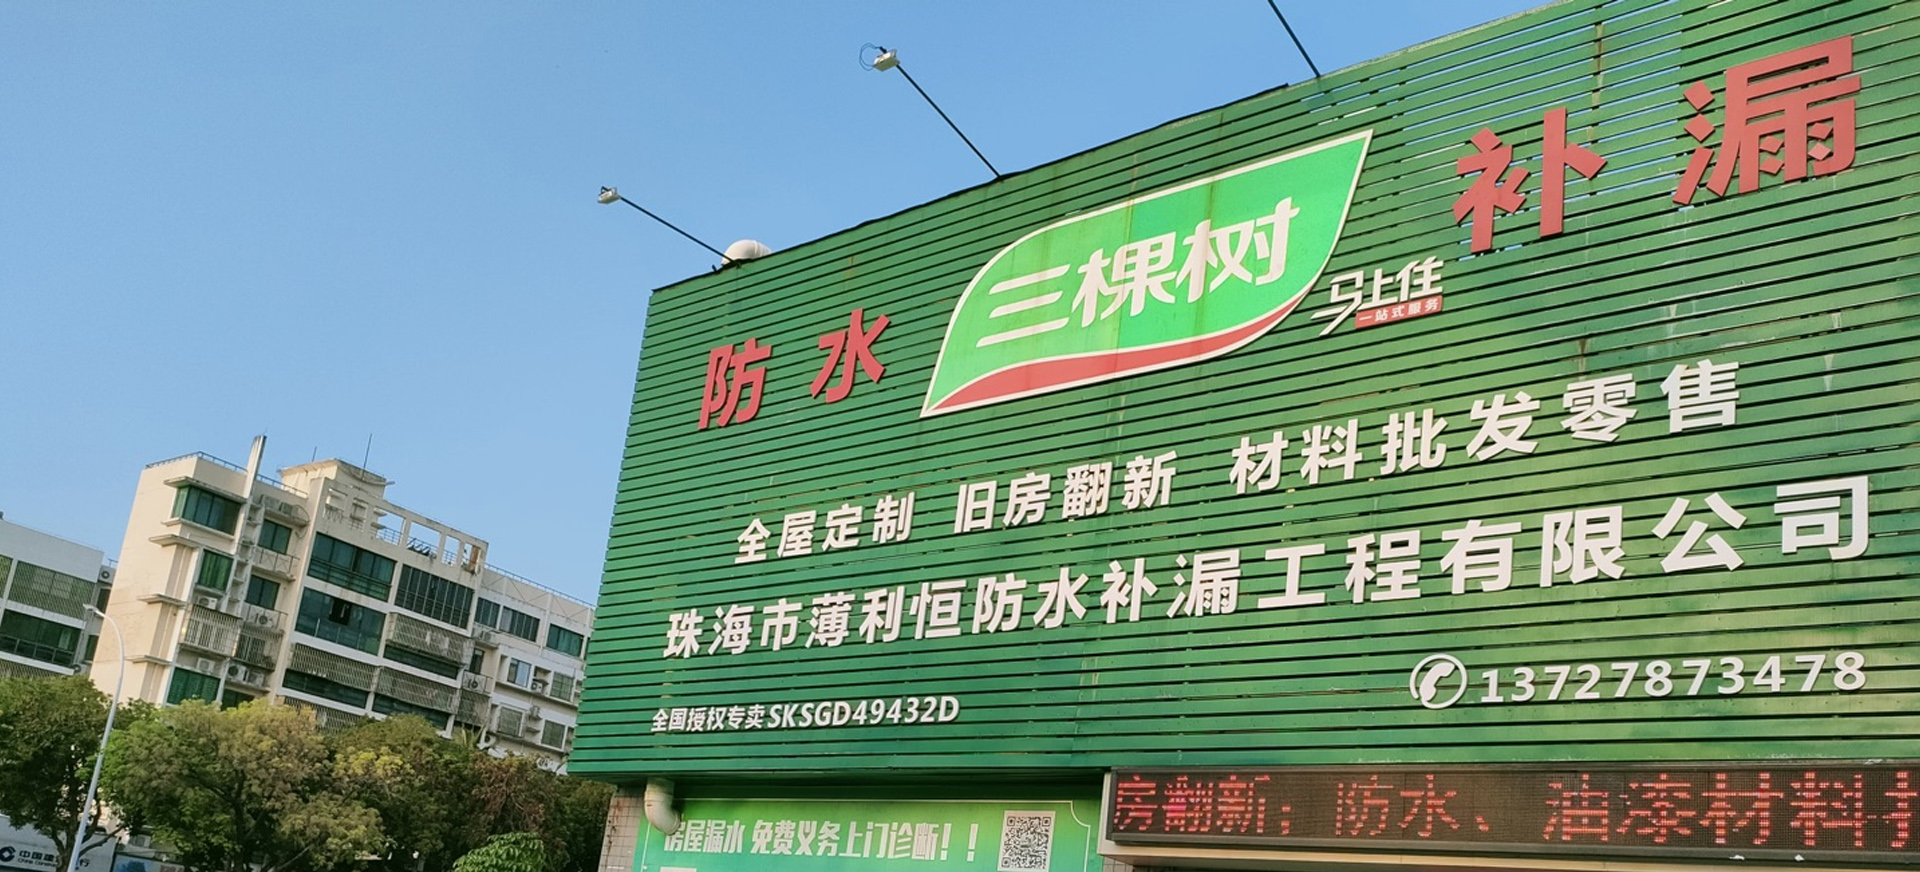 防水 三棵树 补漏
马上住
一站式服务
全屋定制 旧房翻新 材料批发零售
珠海市薄利恒防水补漏工程有限公司
13727873478
全国授权专卖SKSGD49432D
房翻新；防水、油漆材料
房屋漏水 免费义务上门诊断！！
中国建 行